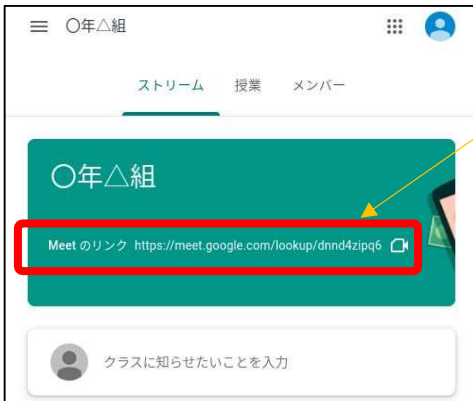 〇年△組
ストリーム 授業 メンバー
〇年△組
Meet のリンク https://meet.google.com/lookup/dnnd4zipq6
クラスに知らせたいことを入力